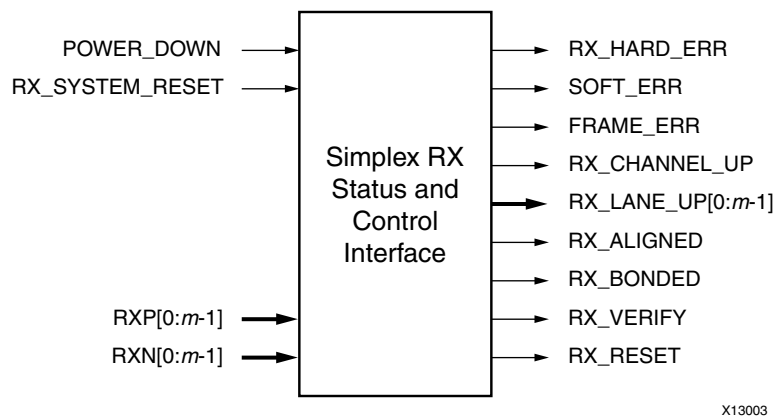 POWER_DOWN
RX_SYSTEM_RESET
RXP[0:m-1]
RXN[0:m-1]
Simplex RX
Status and
Control
Interface
RX_HARD_ERR
SOFT_ERR
FRAME_ERR
RX_CHANNEL_UP
RX_LANE_UP[0:m-1]
RX_ALIGNED
RX_BONDED
RX_VERIFY
RX_RESET
X13003